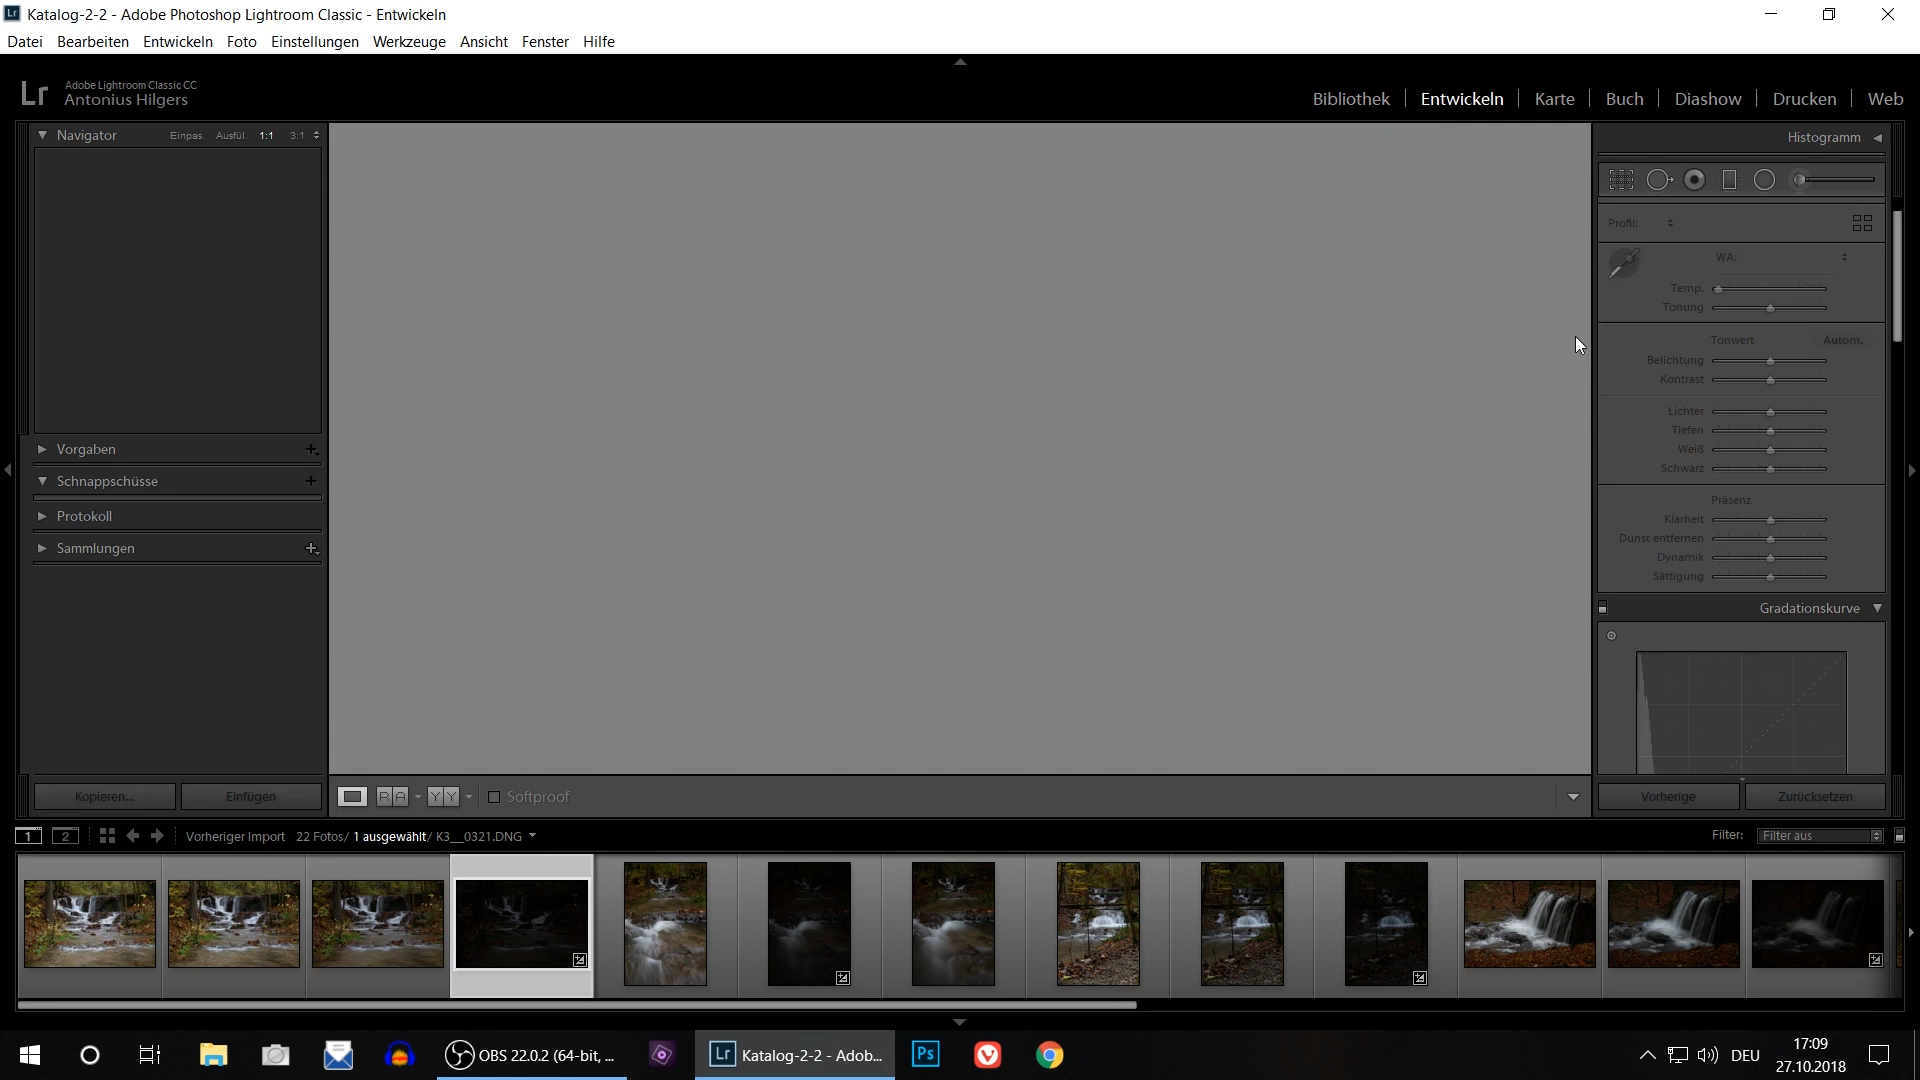 Katalog-2-2 - Adobe Photoshop Lightroom Classic - Entwickeln
Datei Bearbeiten Entwickeln Foto Einstellungen Werkzeuge Ansicht Fenster Hilfe
Lr Adobe Lightroom Classic CC
Antonius Hilgers
Bibliothek | Entwickeln | Karte | Buch | Diashow | Drucken | Web
Navigator Einpas. Ausfül. 1:1 3:1
Histogramm
Profil:
WA:
Temp.
Tonung
Tonwert Autom.
Belichtung
Kontrast
Lichter
Tiefen
Weiß
Schwarz
Präsenz
Klarheit
Dunst entfernen
Dynamik
Sättigung
Gradationskurve
Vorgaben
Schnappschüsse
Protokoll
Sammlungen
Kopieren... Einfügen
R A Y Y Softproof
Vorherige Zurücksetzen
1 2 Vorheriger Import 22 Fotos/ 1 ausgewählt/ K3__0321.DNG
Filter: Filter aus
OBS 22.0.2 (64-bit, ...
Lr Katalog-2-2 - Adob...
Ps
DEU
17:09
27.10.2018